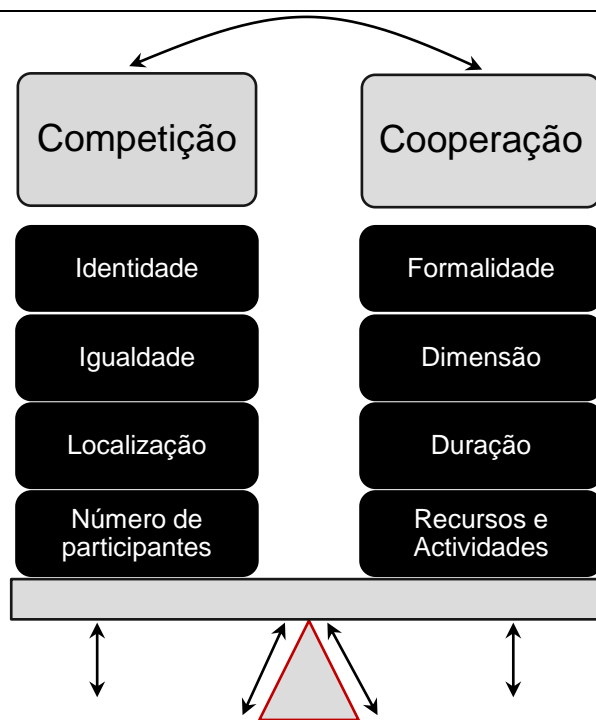 Competição
Cooperação
Identidade
Formalidade
Igualdade
Dimensão
Localização
Duração
Número de
participantes
Recursos e
Actividades